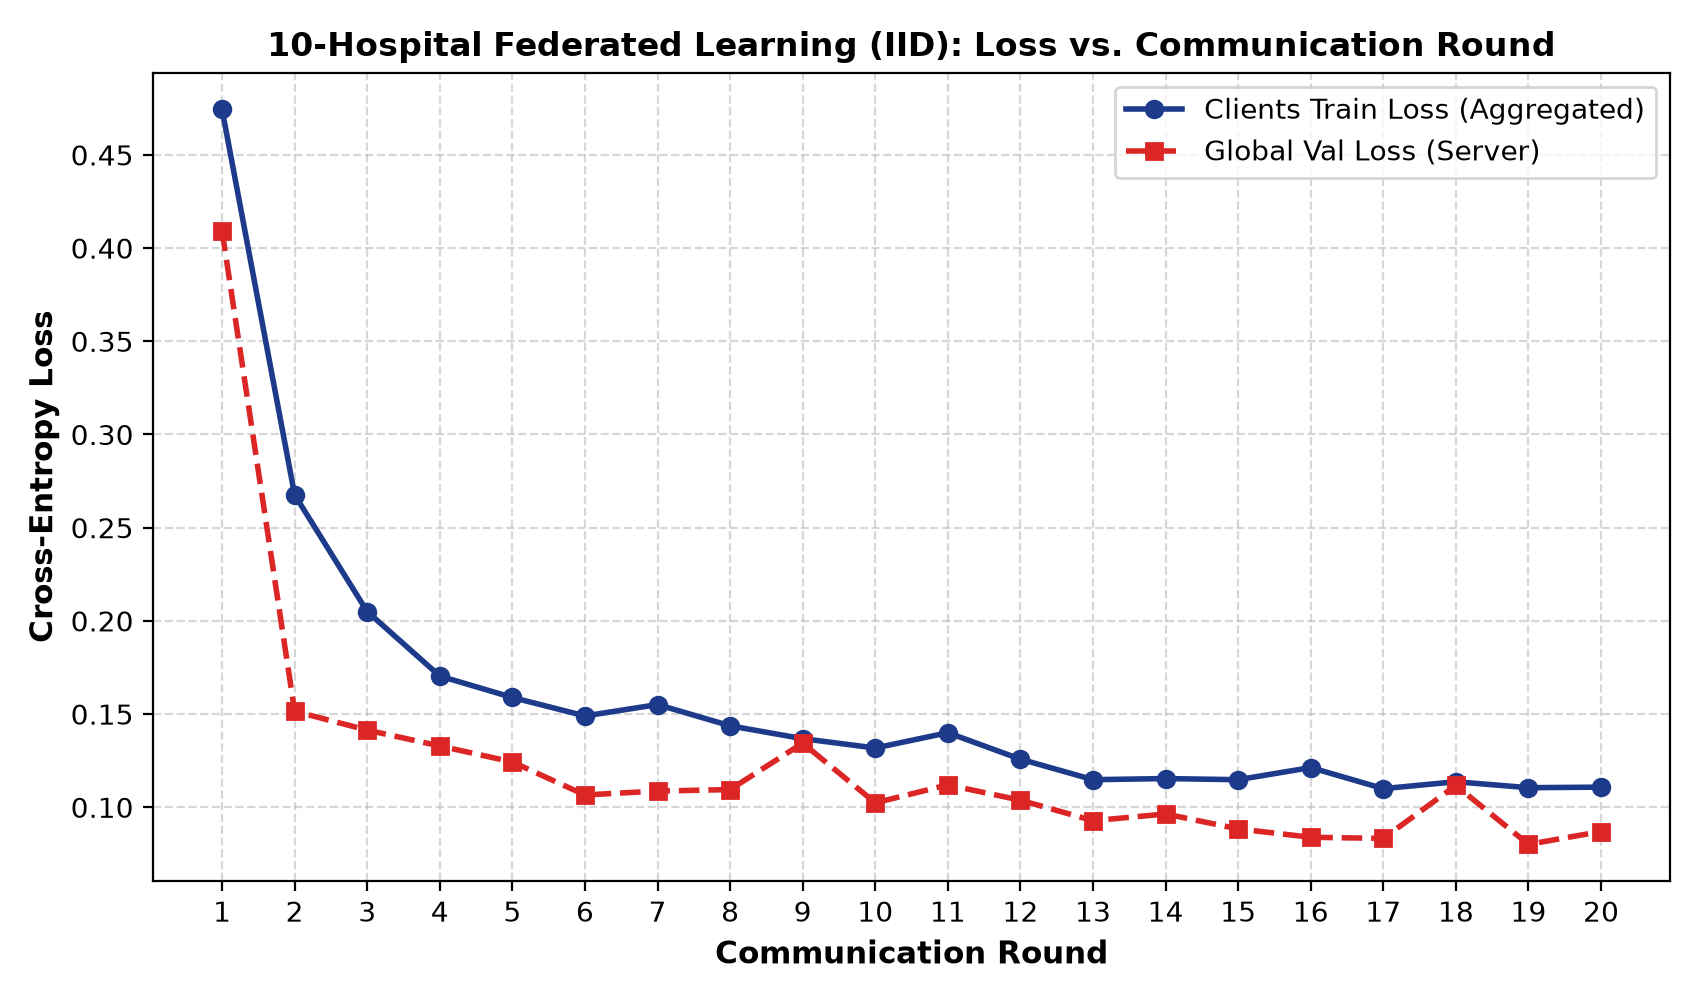 10-Hospital Federated Learning (IID): Loss vs. Communication Round
Clients Train Loss (Aggregated)
Global Val Loss (Server)
Cross-Entropy Loss
0.45
0.40
0.35
0.30
0.25
0.20
0.15
0.10
1 2 3 4 5 6 7 8 9 10 11 12 13 14 15 16 17 18 19 20
Communication Round